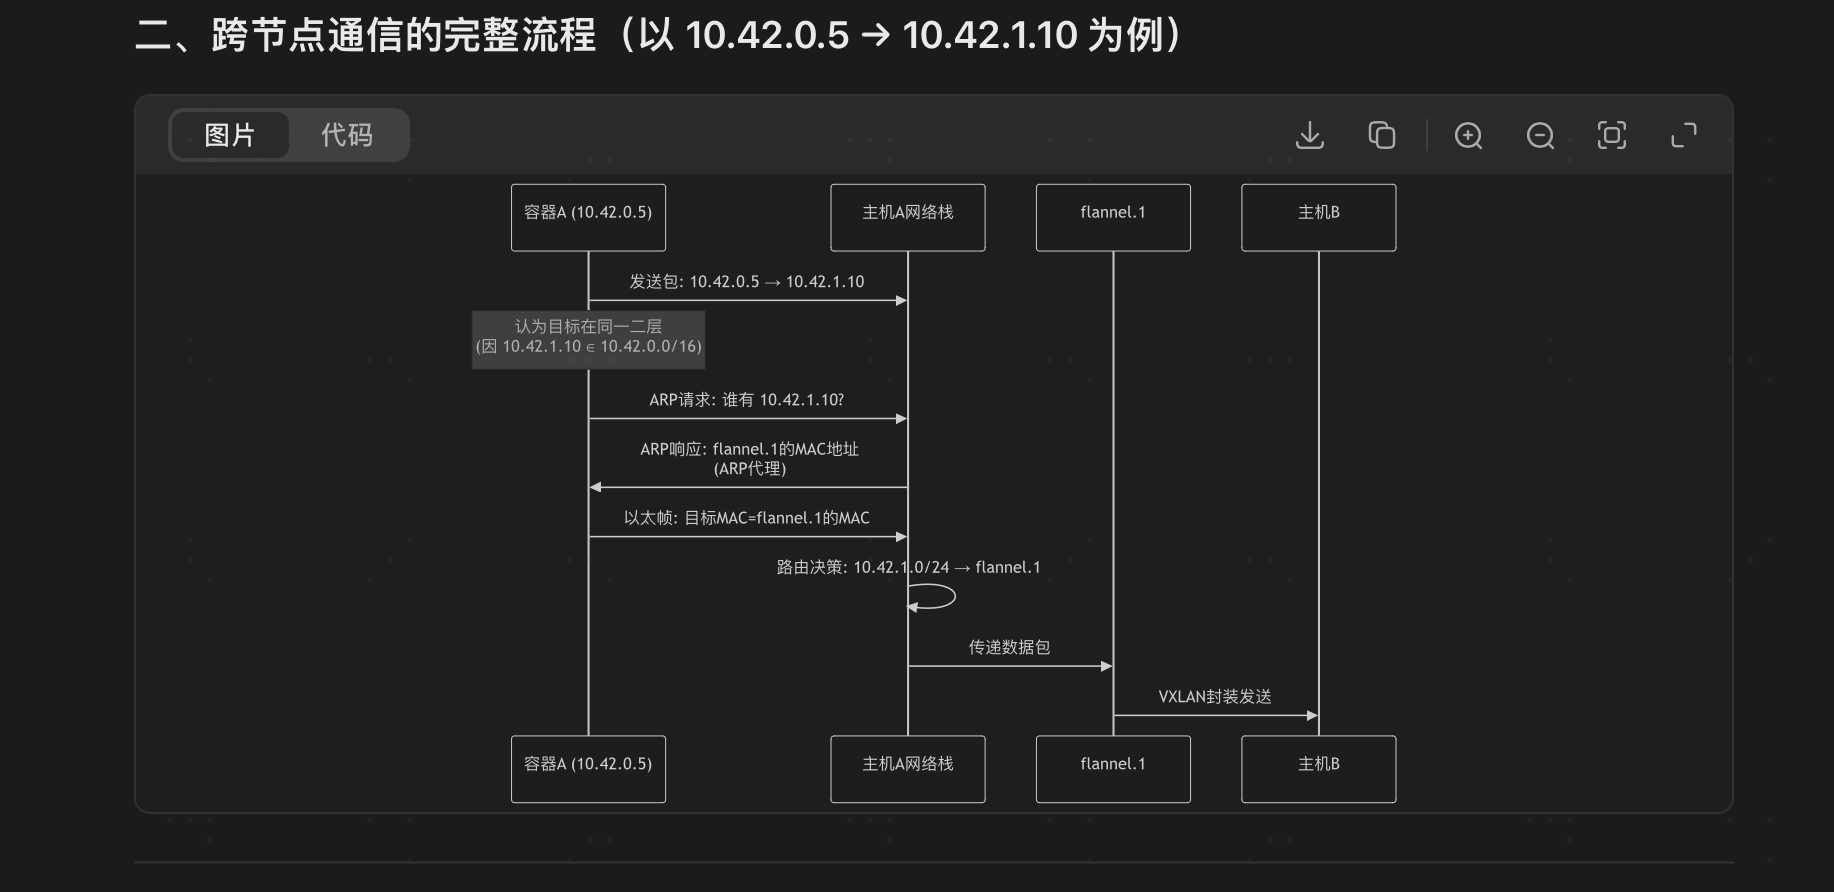 二、跨节点通信的完整流程（以 10.42.0.5 → 10.42.1.10 为例）
图片
代码
容器A (10.42.0.5)
主机A网络栈
flannel.1
主机B
发送包: 10.42.0.5 → 10.42.1.10
认为目标在同一二层
(因 10.42.1.10 ∈ 10.42.0.0/16)
ARP请求: 谁有 10.42.1.10?
ARP响应: flannel.1的MAC地址
(ARP代理)
以太帧: 目标MAC=flannel.1的MAC
路由决策: 10.42.1.0/24 → flannel.1
传递数据包
VXLAN封装发送
容器A (10.42.0.5)
主机A网络栈
flannel.1
主机B